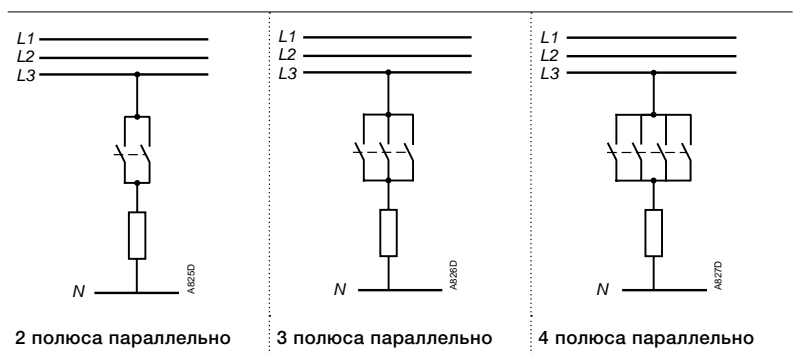 L1
L2
L3
N
A825D
2 полюса параллельно
L1
L2
L3
N
A826D
3 полюса параллельно
L1
L2
L3
N
A827D
4 полюса параллельно